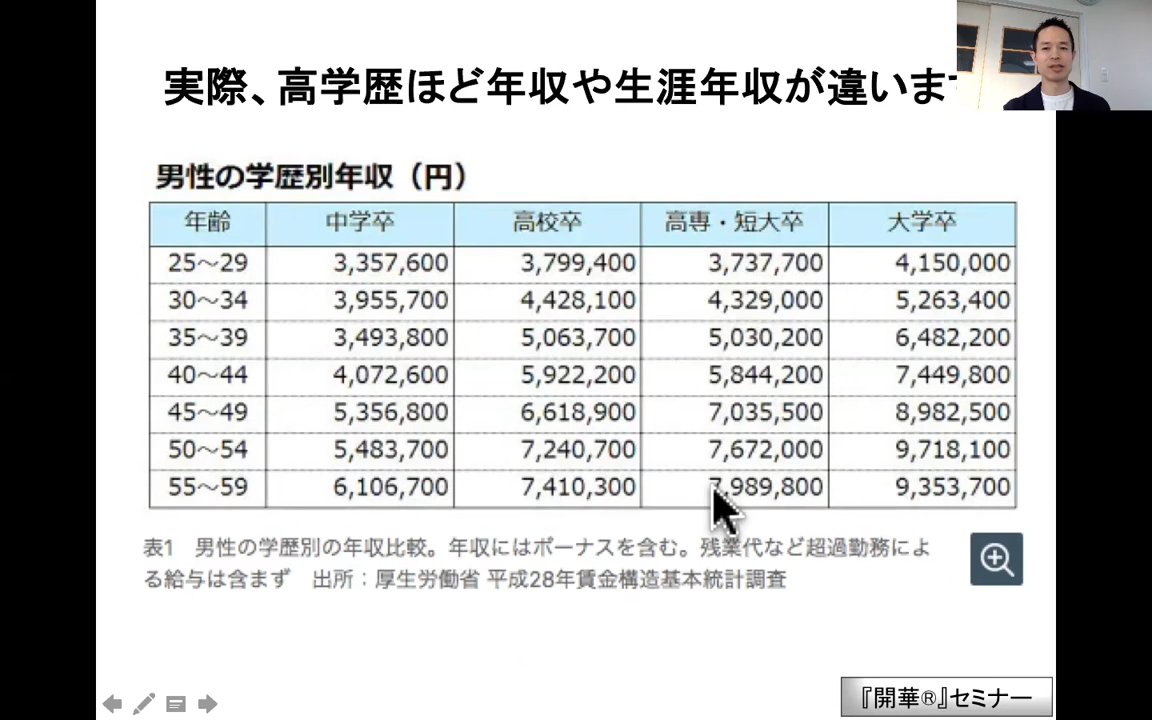 実際、高学歴ほど年収や生涯年収が違います
男性の学歴別年収（円）
年齢 中学卒 高校卒 高専・短大卒 大学卒
25～29 3,357,600 3,799,400 3,737,700 4,150,000
30～34 3,955,700 4,428,100 4,329,000 5,263,400
35～39 3,493,800 5,063,700 5,030,200 6,482,200
40～44 4,072,600 5,922,200 5,844,200 7,449,800
45～49 5,356,800 6,618,900 7,035,500 8,982,500
50～54 5,483,700 7,240,700 7,672,000 9,718,100
55～59 6,106,700 7,410,300 7,989,800 9,353,700
表1　男性の学歴別の年収比較。年収にはボーナスを含む。残業代など超過勤務によ
る給与は含まず　出所：厚生労働省 平成28年賃金構造基本統計調査
『開華®』セミナー